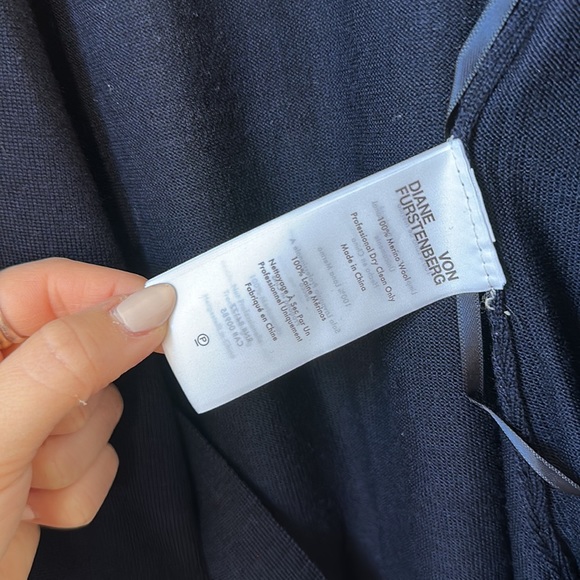 DIANE VON
FURSTENBERG
100% Merino Wool
Professional Dry Clean Only
Made in China
100% Laine Mérinos
Nettoyage À Sec Par Un
Professionnel Uniquement
Fabriqué en Chine
P